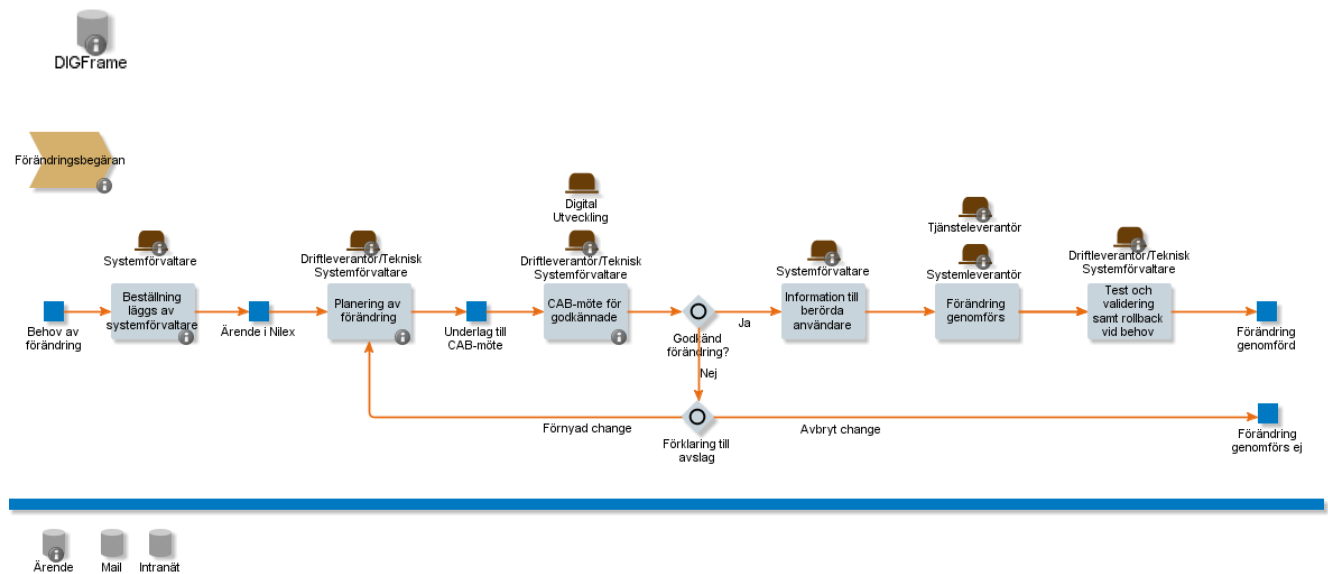 DIGFrame
Förändringsbegäran
Digital
Utveckling
Tjänsteleverantör
Systemförvaltare
Driftleverantör/Teknisk
Systemförvaltare
Driftleverantör/Teknisk
Systemförvaltare
Systemförvaltare
Systemleverantör
Driftleverantör/Teknisk
Systemförvaltare
Behov av
förändring
Beställning
läggs av
systemförvaltare
Ärende i Nilex
Planering av
förändring
Underlag till
CAB-möte
CAB-möte för
godkännade
Godkänd
förändring?
Ja
Nej
Information till
berörda
användare
Förändring
genomförs
Test och
validering
samt rollback
vid behov
Förändring
genomförd
Förnyad change
Förklaring till
avslag
Avbryt change
Förändring
genomförs ej
Ärende
Mail
Intranät